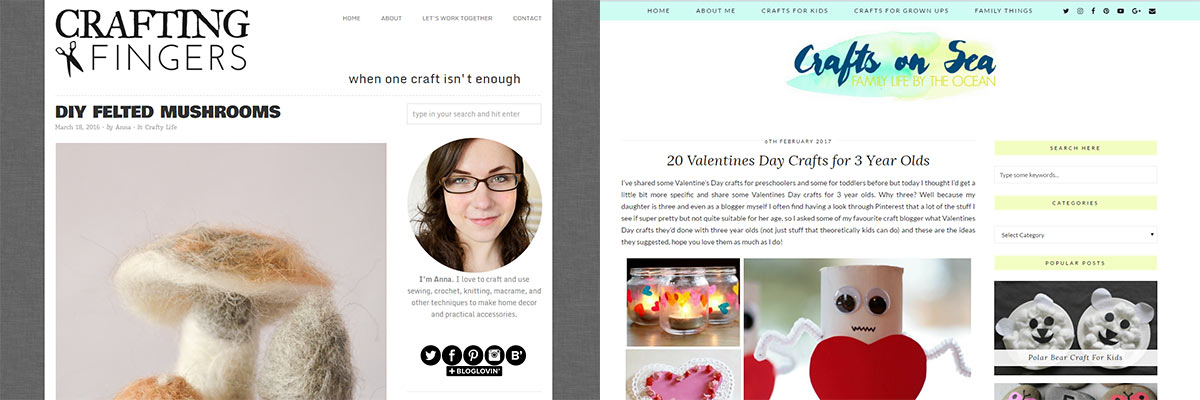 CRAFTING
FINGERS
HOME ABOUT LET'S WORK TOGETHER CONTACT
when one craft isn't enough
DIY FELTED MUSHROOMS
March 18, 2016 · by Anna · in Crafty Life
type in your search and hit enter
I'm Anna. I love to craft and use
sewing, crochet, knitting, macrame, and
other techniques to make home decor
and practical accessories.
+ BLOGLOVIN'
HOME ABOUT ME CRAFTS FOR KIDS CRAFTS FOR GROWN UPS FAMILY THINGS
Crafts on Sea
FAMILY LIFE BY THE OCEAN
6TH FEBRUARY 2017
20 Valentines Day Crafts for 3 Year Olds
I've shared some Valentine's Day crafts for preschoolers and some for toddlers before but today I thought I'd get a
little bit more specific and share some Valentines Day crafts for 3 year olds. Why three? Well because my
daughter is three and even as a blogger myself I often find having a look through Pinterest that a lot of the stuff I
see if super pretty but not quite suitable for her age, so I asked some of my favourite craft blogger what Valentines
Day crafts they'd done with three year olds (not just stuff that theoretically kids can do) and these are the ideas
they suggested, hope you love them as much as I do!
SEARCH HERE
Type some keywords...
CATEGORIES
Select Category
POPULAR POSTS
Polar Bear Craft For Kids